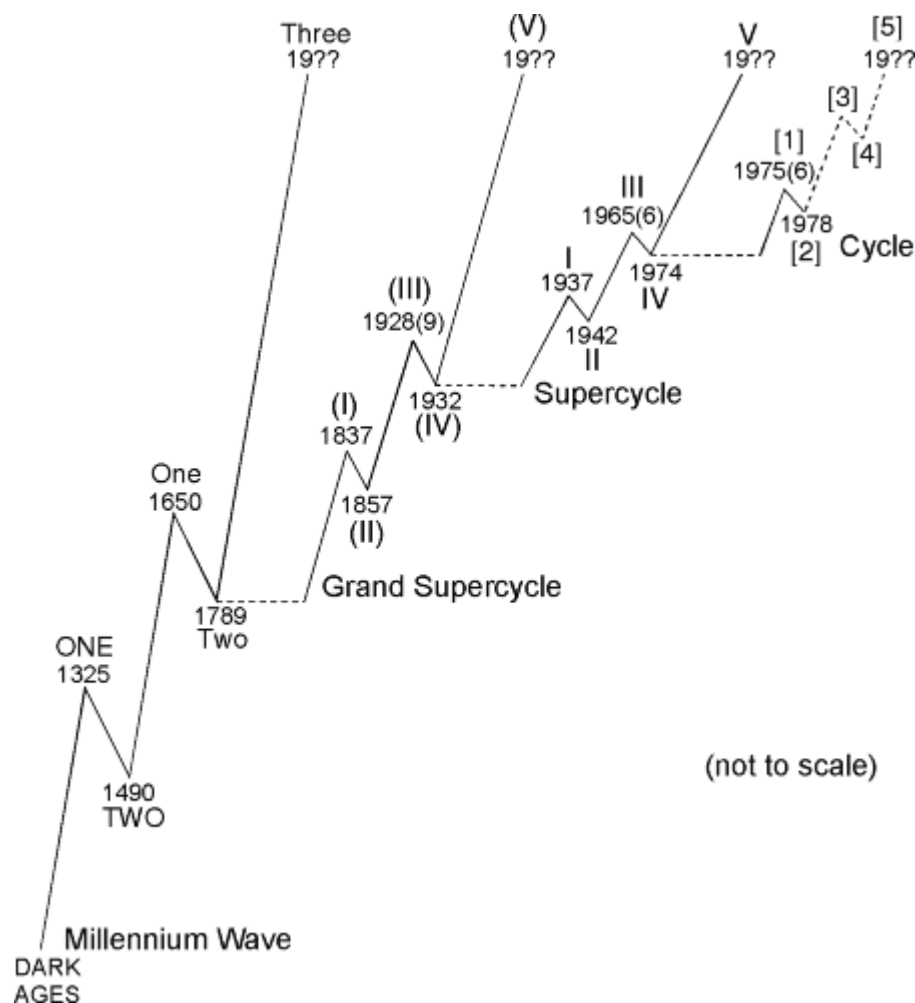 Three
19??
(V)
19??
V
19??
[5]
19??
[3]
[4]
[1]
1975(6)
1978
[2]
Cycle
III
1965(6)
1974
IV
I
1937
1942
II
Supercycle
(III)
1928(9)
1932
(IV)
(I)
1837
1857
(II)
Grand Supercycle
One
1650
1789
Two
ONE
1325
1490
TWO
(not to scale)
Millennium Wave
DARK
AGES